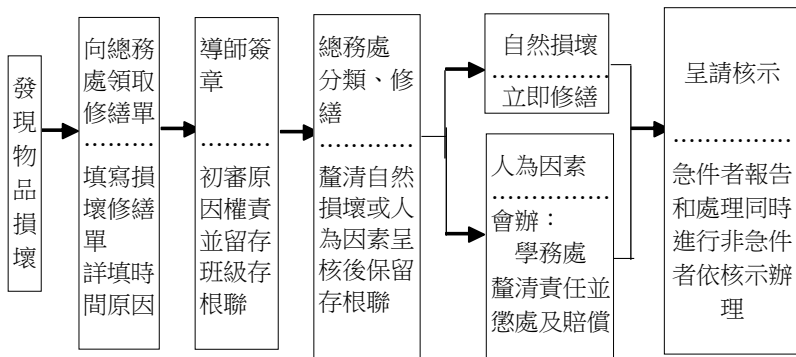 發現物品損壞
向總務
處領取
修繕單
………
填寫損
壞修繕
單
詳填時
間原因
導師簽
章
………
初審原
因權責
並留存
班級存
根聯
總務處
分類、修
繕
…………
釐清自然
損壞或人
為因素呈
核後保留
存根聯
自然損壞
…………
立即修繕
人為因素
…………
會辦：
學務處
釐清責任並
懲處及賠償
呈請核示
…………
急件者報告
和處理同時
進行非急件
者依核示辦
理